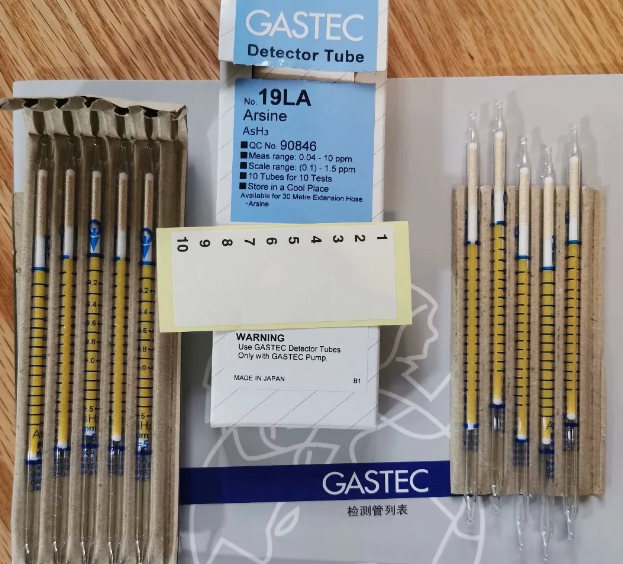 GASTEC
Detector Tube
No. 19LA
Arsine
AsH₃
■QC No. 90846
■Meas.range: 0.04 - 10 ppm
■Scale range: (0.1) - 1.5 ppm
■10 Tubes for 10 Tests
■Store in a Cool Place
Available for 30 Metre Extension Hose
-Arsine
10 9 8 7 6 5 4 3 2 1
WARNING
Use GASTEC Detector Tubes
Only with GASTEC Pump.
MADE IN JAPAN
B1
GASTEC
检测管列表